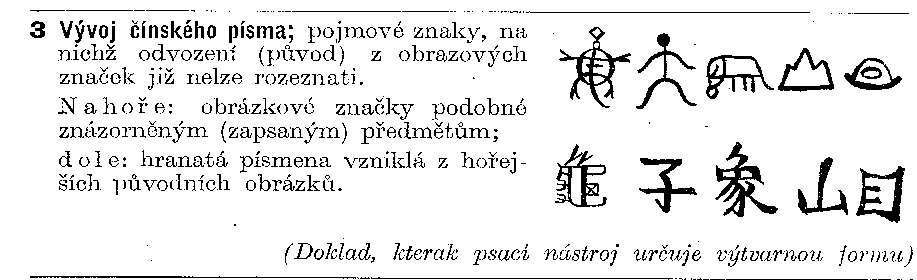 3 Vývoj čínského písma; pojmové znaky, na
nichž odvození (původ) z obrazových
značek již nelze rozeznati.
Nahoře: obrázkové značky podobné
znázorněným (zapsaným) předmětům;
dole: hranatá písmena vzniklá z hořej-
ších původních obrázků.
龜 子 象 山 日
(Doklad, kterak psací nástroj určuje výtvarnou formu)